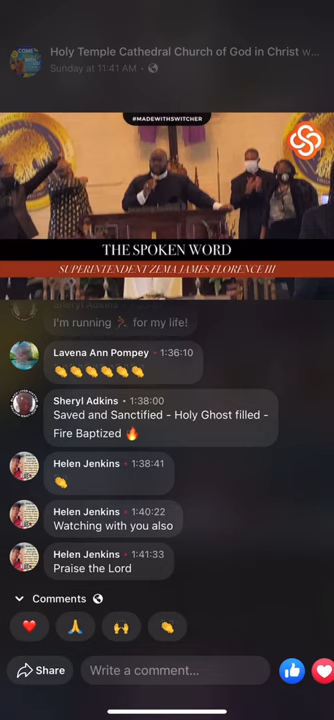 Holy Temple Cathedral Church of God in Christ w...
Sunday at 11:41 AM ·
#MADEWITHSWITCHER
THE SPOKEN WORD
SUPERINTENDENT ZEMA JAMES FLORENCE III
Sheryl Adkins
I'm running 🏃🏾 for my life!
Lavena Ann Pompey • 1:36:10
👏👏👏👏👏👏
Sheryl Adkins • 1:38:00
Saved and Sanctified - Holy Ghost filled -
Fire Baptized 🔥
Helen Jenkins • 1:38:41
👏
Helen Jenkins • 1:40:22
Watching with you also
Helen Jenkins • 1:41:33
Praise the Lord
Comments
❤️ 🙏 🙌 👏
Share
Write a comment...